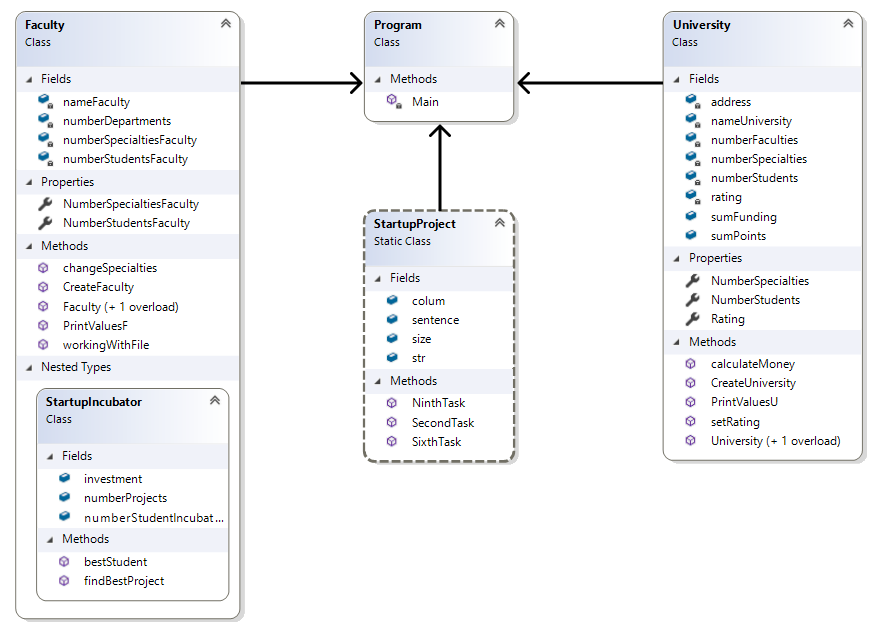 Faculty
Class
Fields
nameFaculty
numberDepartments
numberSpecialtiesFaculty
numberStudentsFaculty
Properties
NumberSpecialtiesFaculty
NumberStudentsFaculty
Methods
changeSpecialties
CreateFaculty
Faculty (+ 1 overload)
PrintValuesF
workingWithFile
Nested Types
StartupIncubator
Class
Fields
investment
numberProjects
numberStudentIncubat...
Methods
bestStudent
findBestProject
Program
Class
Methods
Main
StartupProject
Static Class
Fields
colum
sentence
size
str
Methods
NinthTask
SecondTask
SixthTask
University
Class
Fields
address
nameUniversity
numberFaculties
numberSpecialties
numberStudents
rating
sumFunding
sumPoints
Properties
NumberSpecialties
NumberStudents
Rating
Methods
calculateMoney
CreateUniversity
PrintValuesU
setRating
University (+ 1 overload)